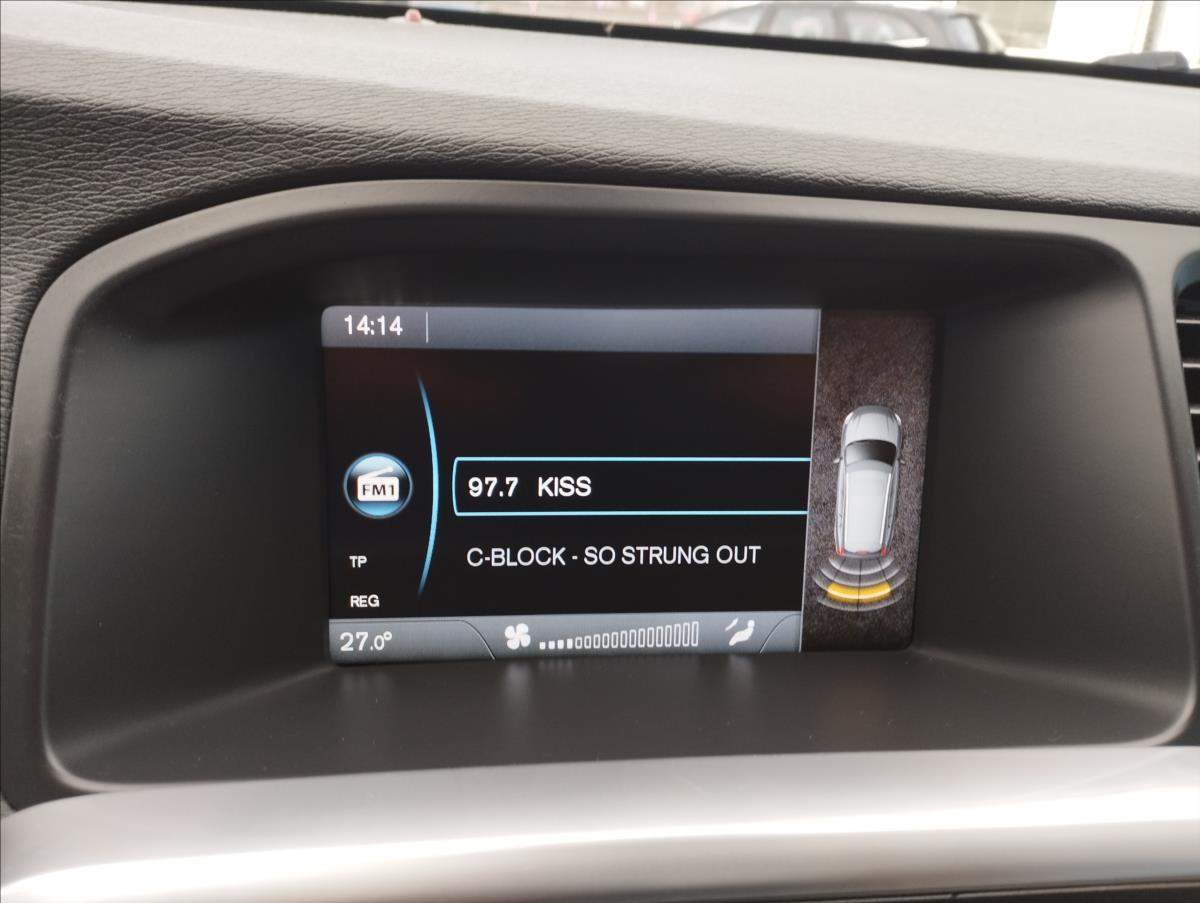 14:14
97.7 KISS
FM1
C-BLOCK - SO STRUNG OUT
TP
REG
27.0°